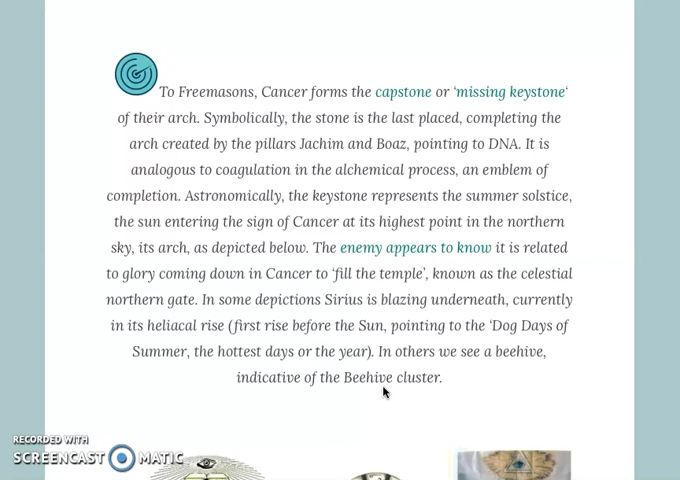 To Freemasons, Cancer forms the capstone or 'missing keystone'
of their arch. Symbolically, the stone is the last placed, completing the
arch created by the pillars Jachim and Boaz, pointing to DNA. It is
analogous to coagulation in the alchemical process, an emblem of
completion. Astronomically, the keystone represents the summer solstice,
the sun entering the sign of Cancer at its highest point in the northern
sky, its arch, as depicted below. The enemy appears to know it is related
to glory coming down in Cancer to 'fill the temple', known as the celestial
northern gate. In some depictions Sirius is blazing underneath, currently
in its heliacal rise (first rise before the Sun, pointing to the 'Dog Days of
Summer, the hottest days or the year). In others we see a beehive,
indicative of the Beehive cluster.
RECORDED WITH
SCREENCAST MATIC